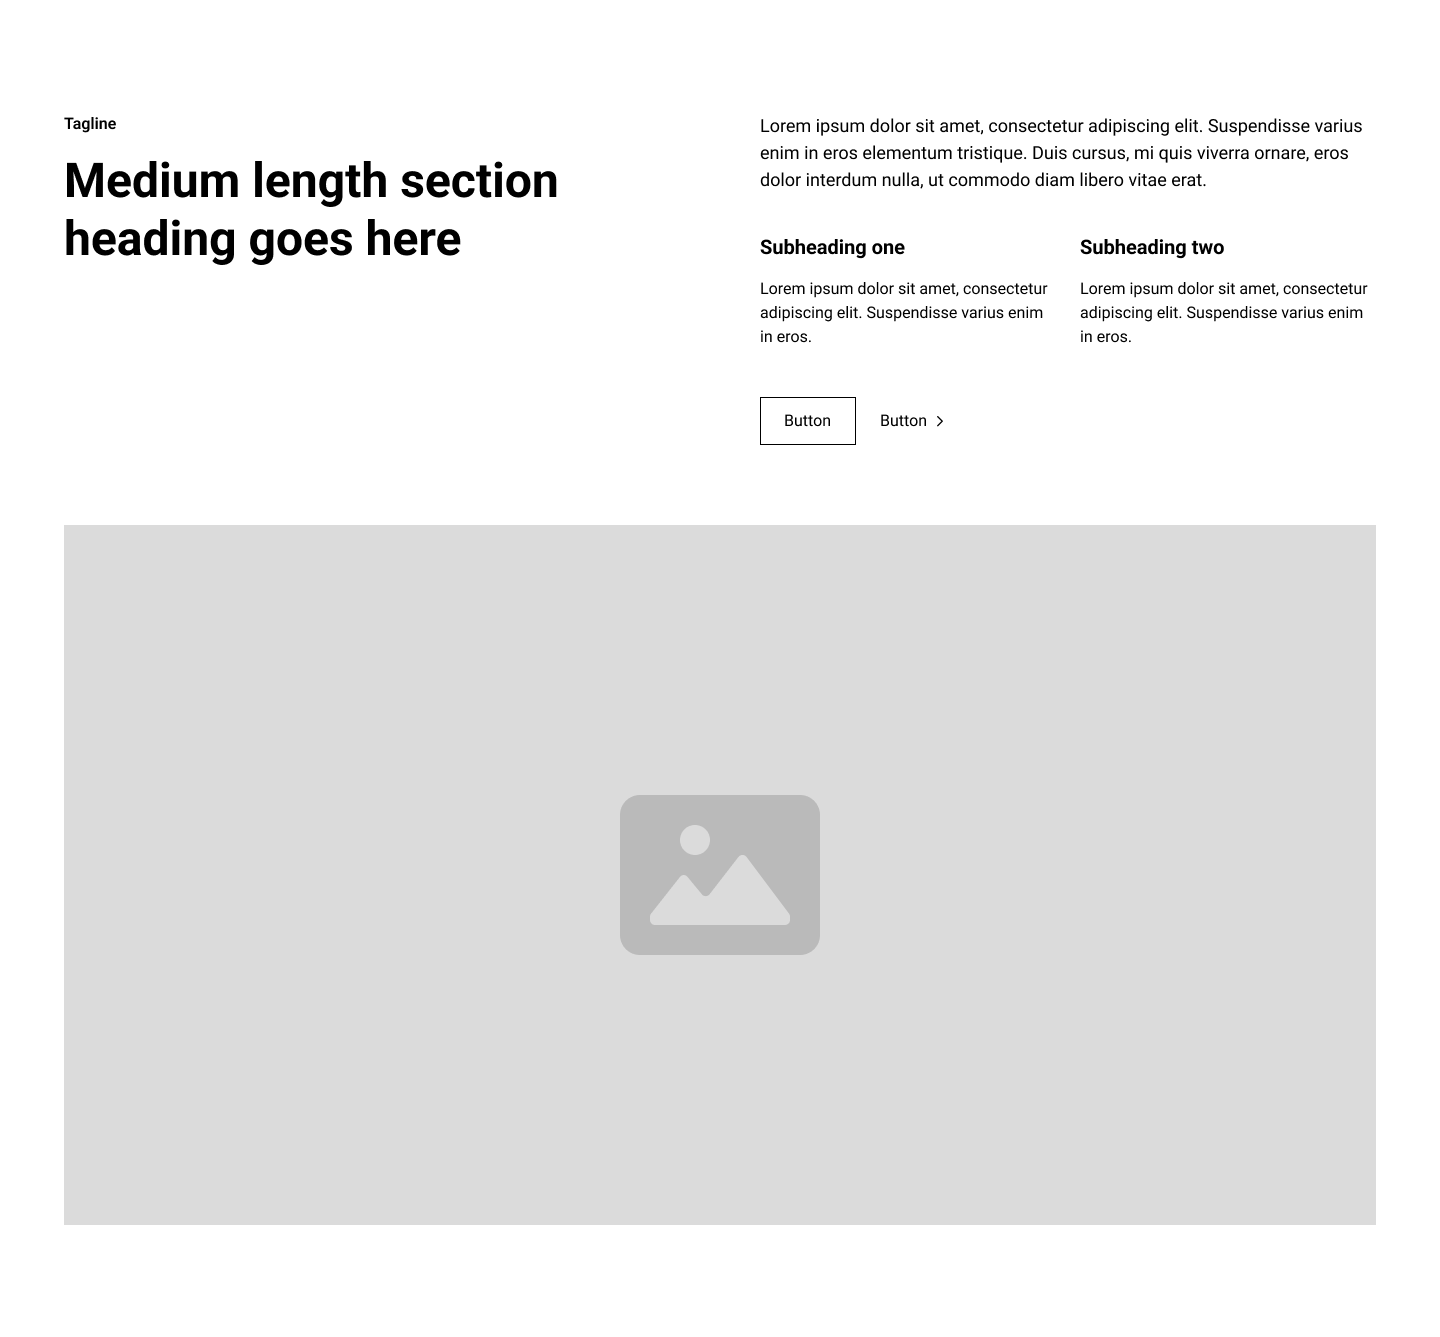 Tagline
Medium length section
heading goes here
Lorem ipsum dolor sit amet, consectetur adipiscing elit. Suspendisse varius
enim in eros elementum tristique. Duis cursus, mi quis viverra ornare, eros
dolor interdum nulla, ut commodo diam libero vitae erat.
Subheading one
Lorem ipsum dolor sit amet, consectetur
adipiscing elit. Suspendisse varius enim
in eros.
Subheading two
Lorem ipsum dolor sit amet, consectetur
adipiscing elit. Suspendisse varius enim
in eros.
Button
Button